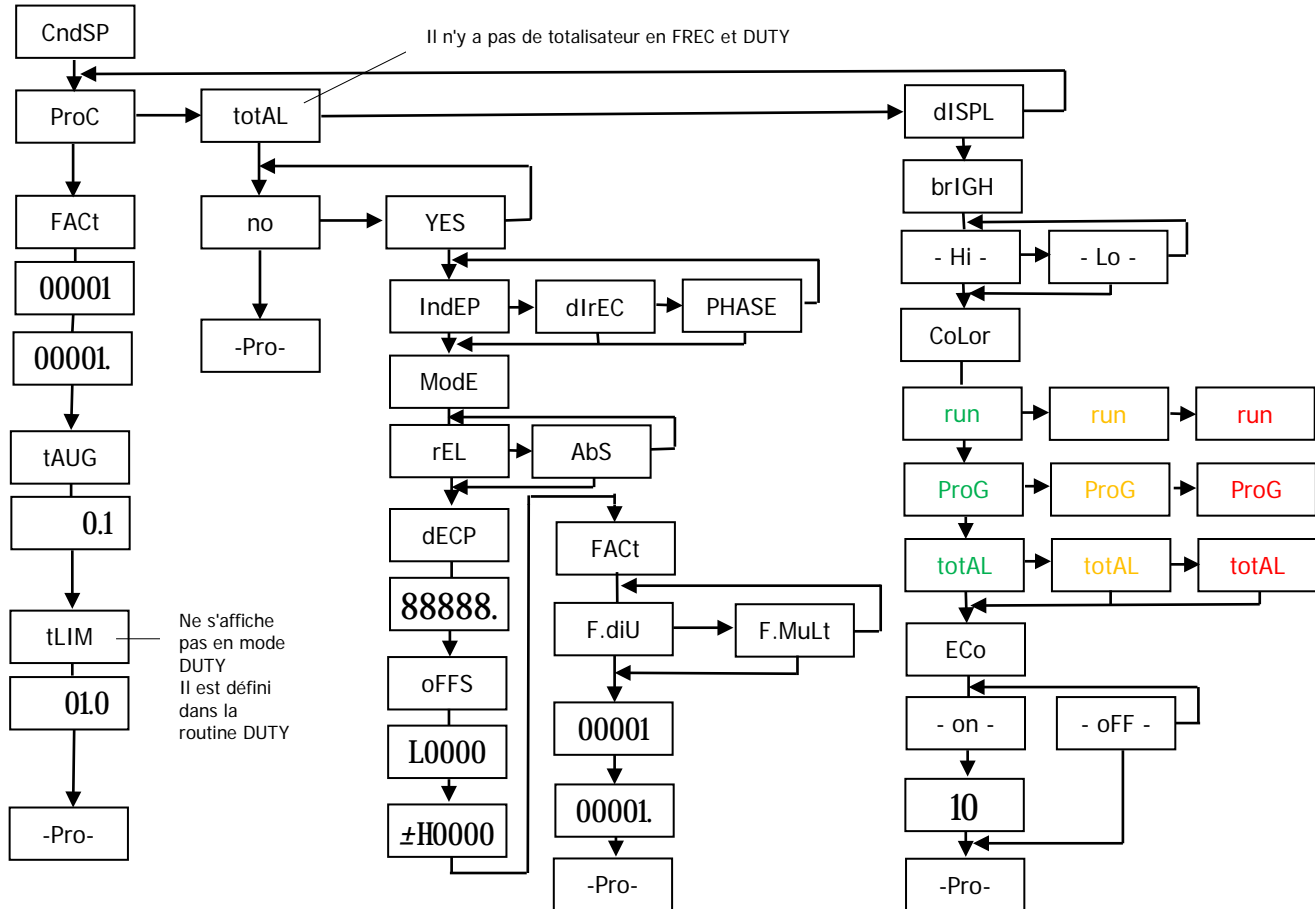 CndSP
Il n'y a pas de totalisateur en FREC et DUTY
ProC
totAL
dISPL
brIGH
FACt
no
YES
- Hi -
- Lo -
00001
IndEP
dIrEC
PHASE
00001.
-Pro-
CoLor
ModE
run
run
run
tAUG
rEL
AbS
ProG
ProG
ProG
0.1
dECP
FACt
totAL
totAL
totAL
88888.
tLIM
Ne s'affiche
pas en mode
DUTY
Il est défini
dans la
routine DUTY
F.diU
F.MuLt
ECo
oFFS
01.0
00001
- on -
- oFF -
L0000
00001.
10
-Pro-
±H0000
-Pro-
-Pro-